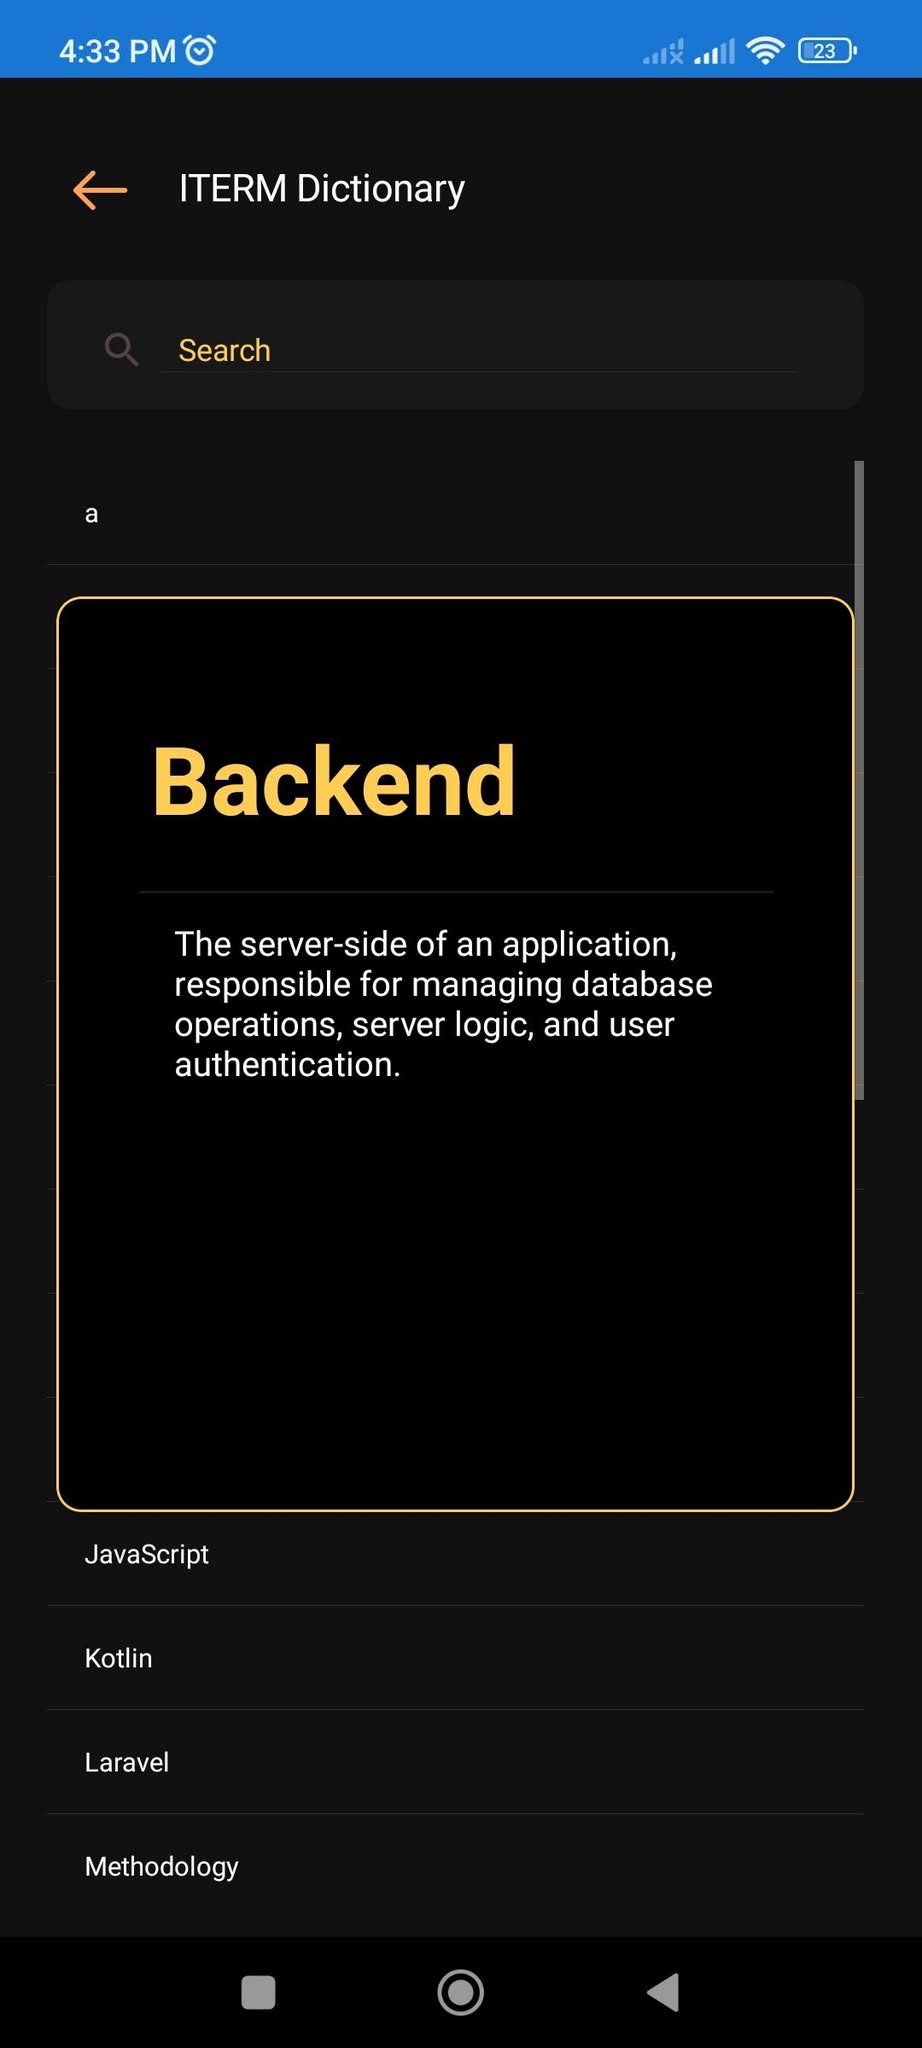 4:33 PM
23
ITERM Dictionary
Search
a
Backend
The server-side of an application,
responsible for managing database
operations, server logic, and user
authentication.
JavaScript
Kotlin
Laravel
Methodology